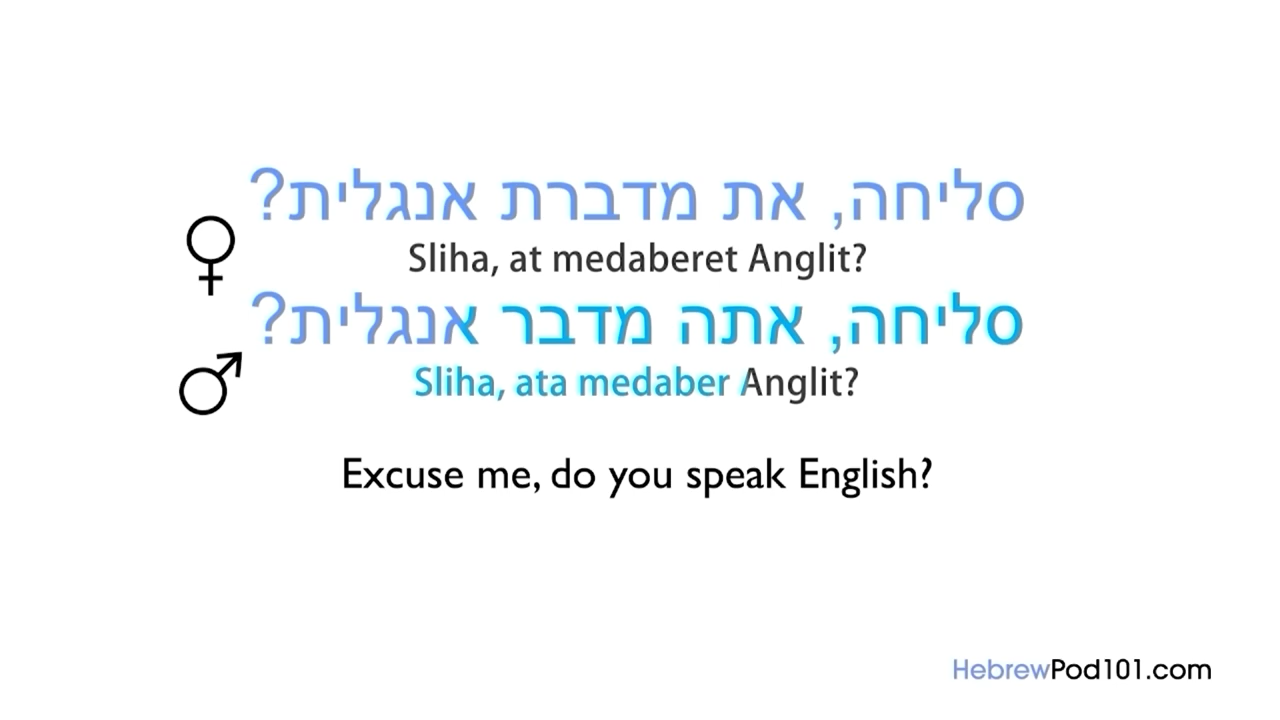 סליחה, את מדברת אנגלית?
Sliha, at medaberet Anglit?
סליחה, אתה מדבר אנגלית?
Sliha, ata medaber Anglit?
Excuse me, do you speak English?
HebrewPod101.com